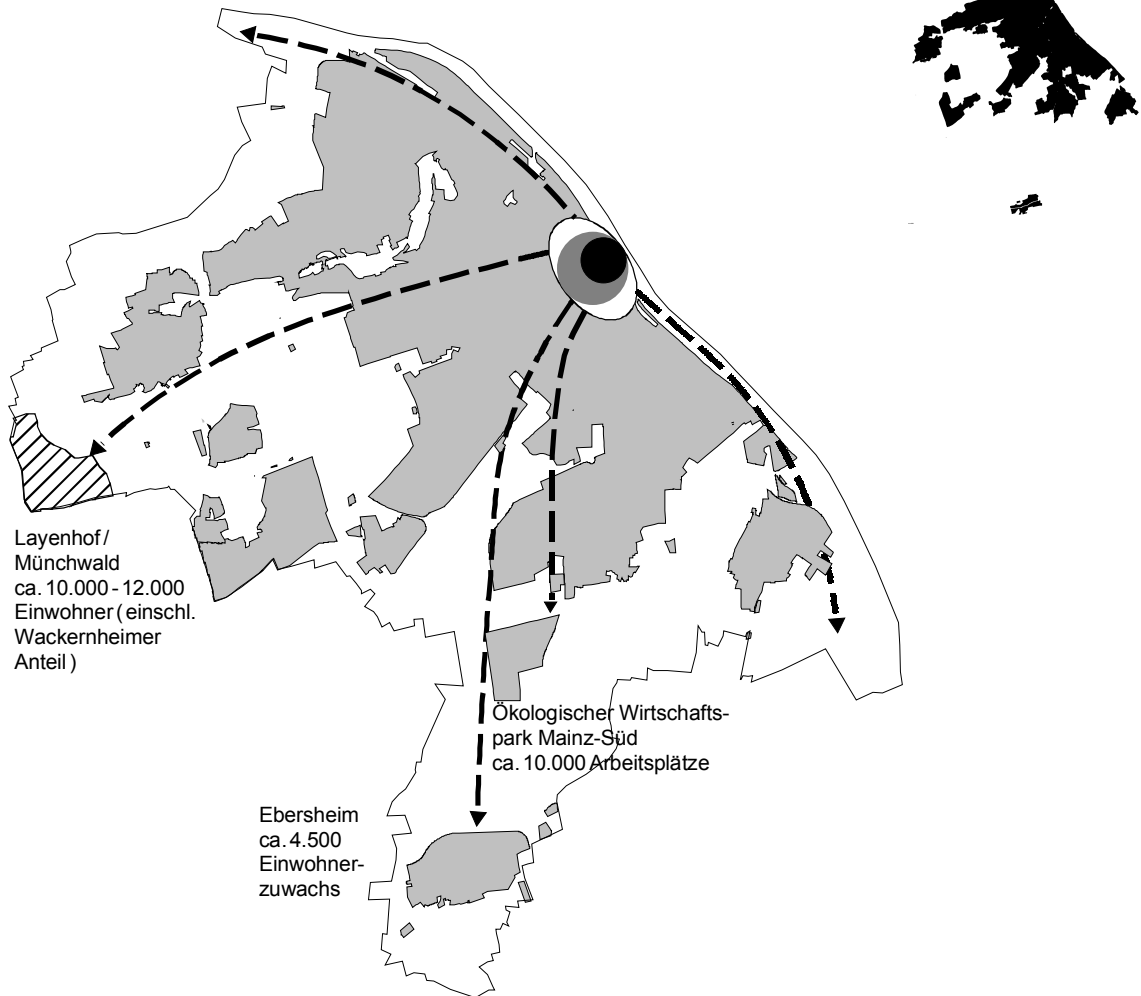 Layenhof /
Münchwald
ca. 10.000 - 12.000
Einwohner ( einschl.
Wackernheimer
Anteil )
Ökologischer Wirtschafts-
park Mainz-Süd
ca. 10.000 Arbeitsplätze
Ebersheim
ca. 4.500
Einwohner-
zuwachs